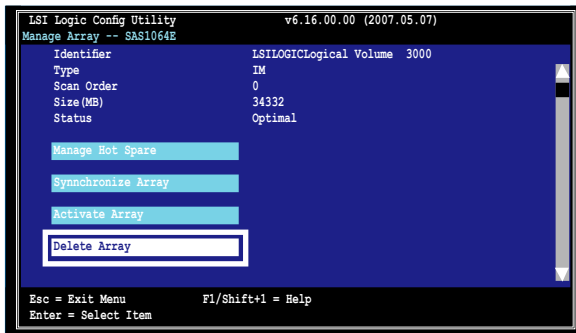 LSI Logic Config Utility v6.16.00.00 (2007.05.07)
Manage Array -- SAS1064E
Identifier LSILOGICLogical Volume 3000
Type IM
Scan Order 0
Size(MB) 34332
Status Optimal
Manage Hot Spare
Synnchronize Array
Activate Array
Delete Array
Esc = Exit Menu F1/Shift+1 = Help
Enter = Select Item